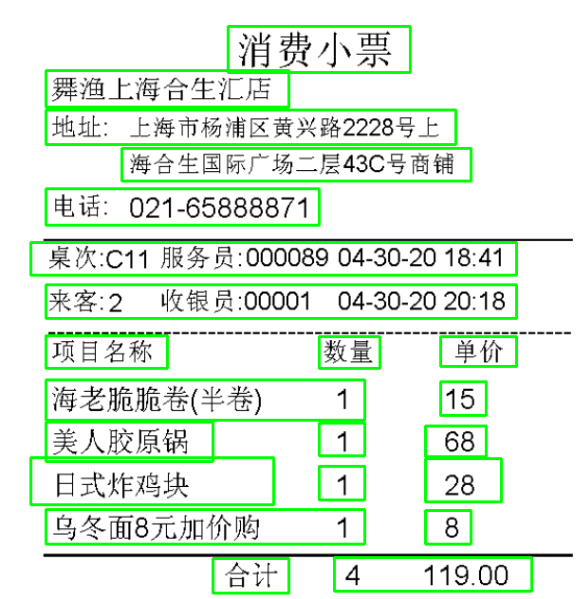 消费小票
舞渔上海合生汇店
地址: 上海市杨浦区黄兴路2228号上
海合生国际广场二层43C号商铺
电话: 021-65888871
桌次:C11 服务员:000089 04-30-20 18:41
来客:2 收银员:00001 04-30-20 20:18
项目名称 数量 单价
海老脆脆卷(半卷) 1 15
美人胶原锅 1 68
日式炸鸡块 1 28
乌冬面8元加价购 1 8
合计 4 119.00